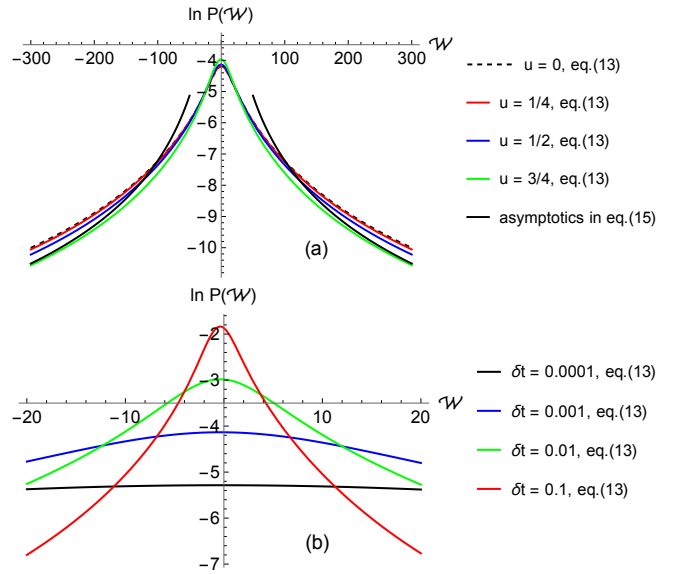 ln P(𝒲)
𝒲
−300 −200 −100 100 200 300
−4
−5
−6
−7
−8
−9
−10
(a)
u = 0, eq.(13)
u = 1/4, eq.(13)
u = 1/2, eq.(13)
u = 3/4, eq.(13)
asymptotics in eq.(15)
ln P(𝒲)
𝒲
−20 −10 10 20
−2
−3
−4
−5
−6
−7
(b)
δt = 0.0001, eq.(13)
δt = 0.001, eq.(13)
δt = 0.01, eq.(13)
δt = 0.1, eq.(13)